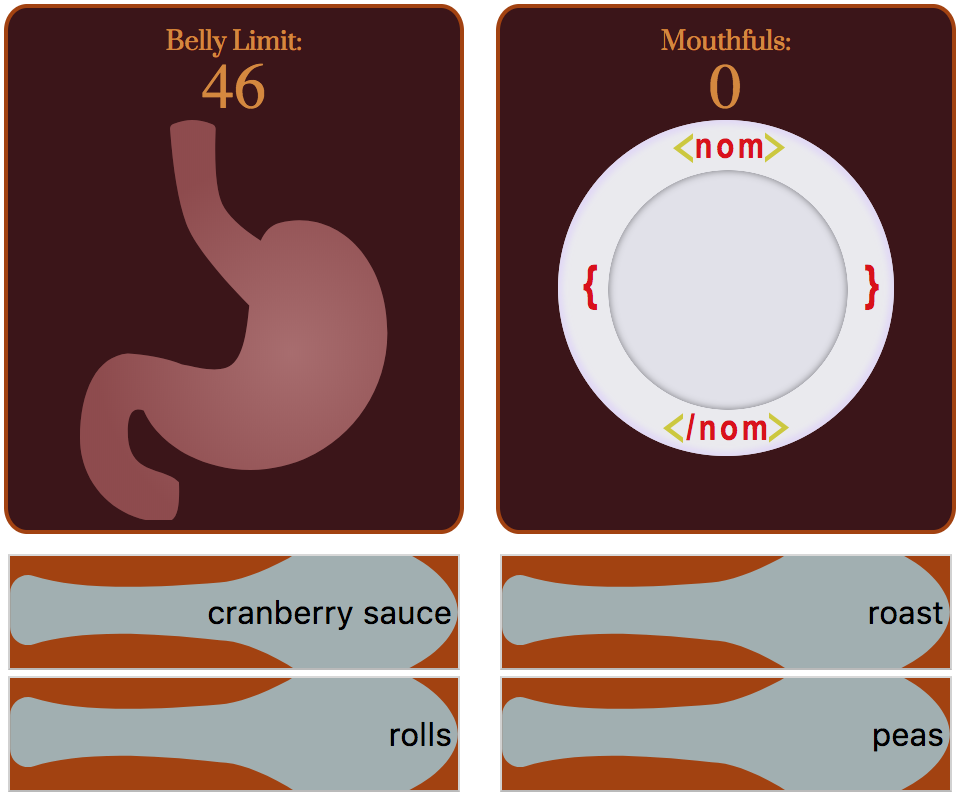 Belly Limit:
46
Mouthfuls:
0
<nom>
{ }
</nom>
cranberry sauce
roast
rolls
peas